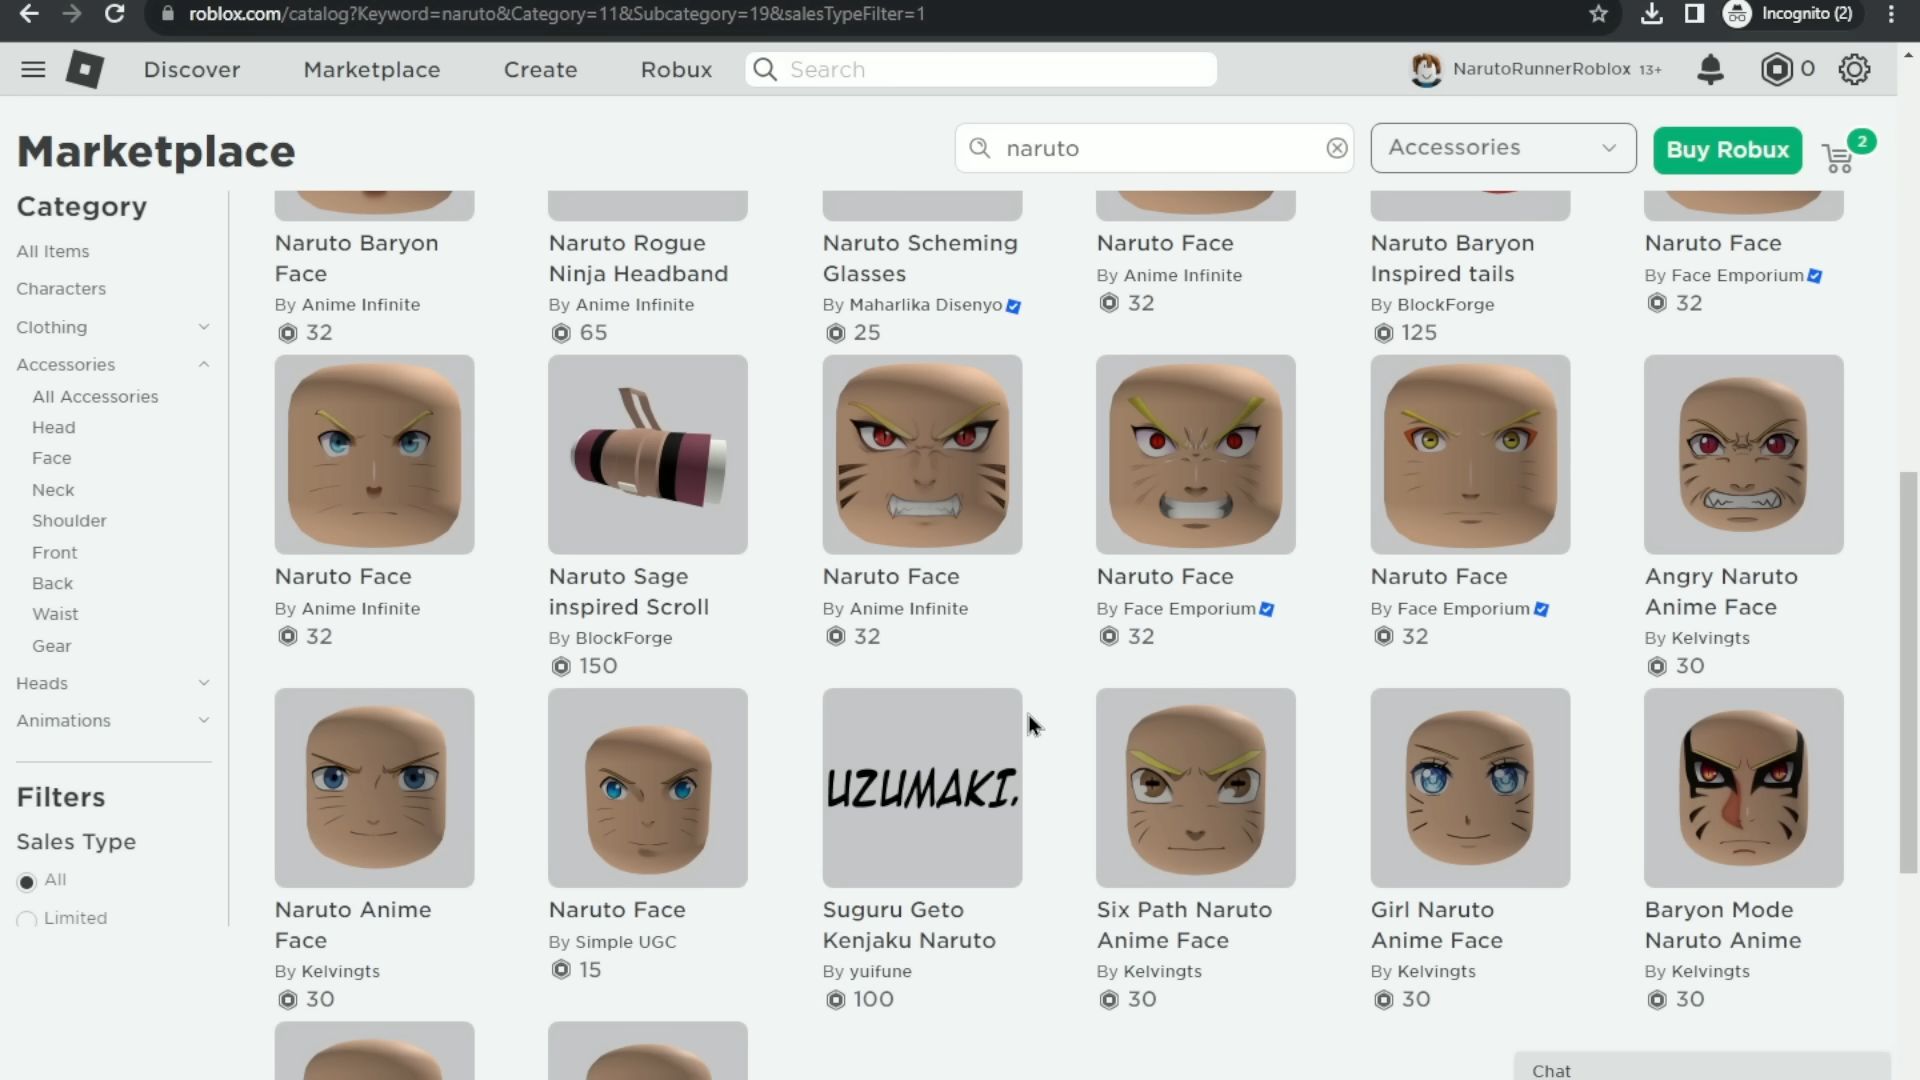 roblox.com/catalog?Keyword=naruto&Category=11&Subcategory=19&salesTypeFilter=1
Incognito (2)
Discover
Marketplace
Create
Robux
Search
NarutoRunnerRoblox 13+
0
Marketplace
naruto
Accessories
Buy Robux
2
Category
All Items
Characters
Clothing
Accessories
All Accessories
Head
Face
Neck
Shoulder
Front
Back
Waist
Gear
Heads
Animations
Filters
Sales Type
All
Limited
Naruto Baryon
Face
By Anime Infinite
32
Naruto Rogue
Ninja Headband
By Anime Infinite
65
Naruto Scheming
Glasses
By Maharlika Disenyo
25
Naruto Face
By Anime Infinite
32
Naruto Baryon
Inspired tails
By BlockForge
125
Naruto Face
By Face Emporium
32
Naruto Face
By Anime Infinite
32
Naruto Sage
inspired Scroll
By BlockForge
150
Naruto Face
By Anime Infinite
32
Naruto Face
By Face Emporium
32
Naruto Face
By Face Emporium
32
Angry Naruto
Anime Face
By Kelvingts
30
Naruto Anime
Face
By Kelvingts
30
Naruto Face
By Simple UGC
15
UZUMAKI.
Suguru Geto
Kenjaku Naruto
By yuifune
100
Six Path Naruto
Anime Face
By Kelvingts
30
Girl Naruto
Anime Face
By Kelvingts
30
Baryon Mode
Naruto Anime
By Kelvingts
30
Chat